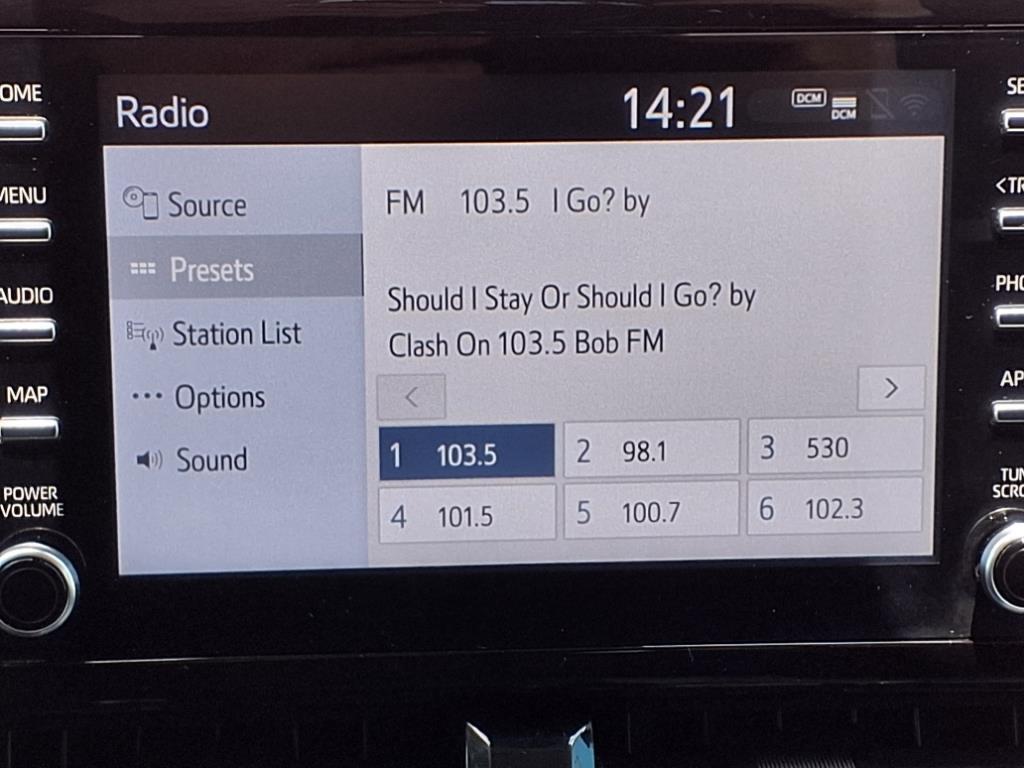 Radio 14:21 DCM DCM
Source
Presets
Station List
Options
Sound
FM 103.5 I Go? by
Should I Stay Or Should I Go? by
Clash On 103.5 Bob FM
< >
1 103.5 2 98.1 3 530
4 101.5 5 100.7 6 102.3
OME
MENU
AUDIO
MAP
POWER
VOLUME
SE
<TR
PHO
AP
TUN
SCRO